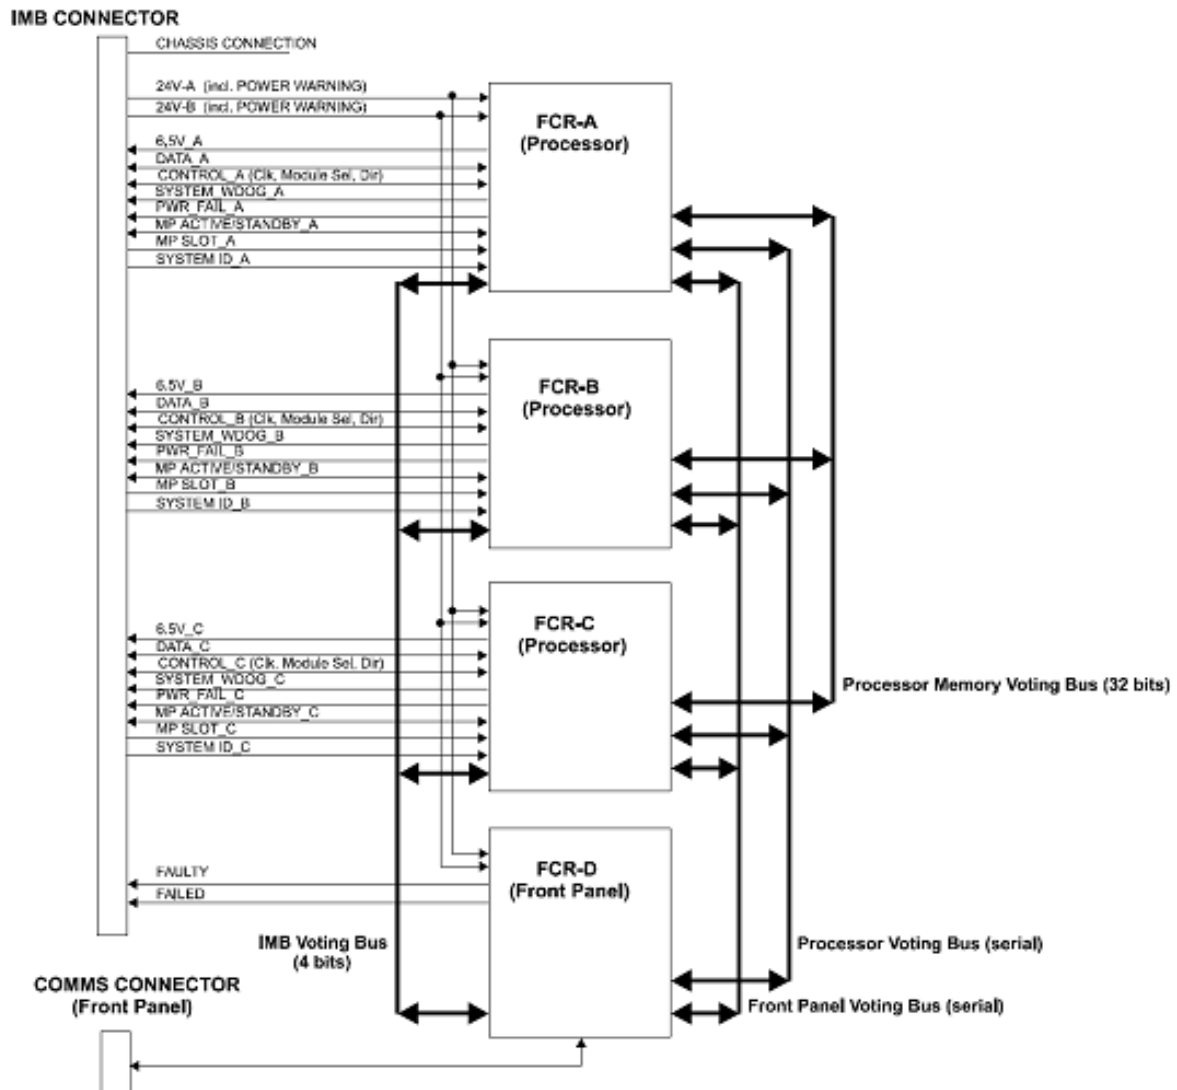 IMB CONNECTOR
CHASSIS CONNECTION
24V-A (incl. POWER WARNING)
24V-B (incl. POWER WARNING)
FCR-A
(Processor)
6,5V_A
DATA_A
CONTROL_A (Clk, Module Sel, Dir)
SYSTEM_WDOG_A
PWR_FAIL_A
MP ACTIVE/STANDBY_A
MP SLOT_A
SYSTEM ID_A
FCR-B
(Processor)
6.5V_B
DATA_B
CONTROL_B (Clk, Module Sel, Dir)
SYSTEM_WDOG_B
PWR_FAIL_B
MP ACTIVE/STANDBY_B
MP SLOT_B
SYSTEM ID_B
FCR-C
(Processor)
6.5V_C
DATA_C
CONTROL_C (Clk. Module Sel. Dir)
SYSTEM_WDOG_C
PWR_FAIL_C
MP ACTIVE/STANDBY_C
MP SLOT_C
SYSTEM ID_C
Processor Memory Voting Bus (32 bits)
FCR-D
(Front Panel)
FAULTY
FAILED
IMB Voting Bus
(4 bits)
Processor Voting Bus (serial)
Front Panel Voting Bus (serial)
COMMS CONNECTOR
(Front Panel)